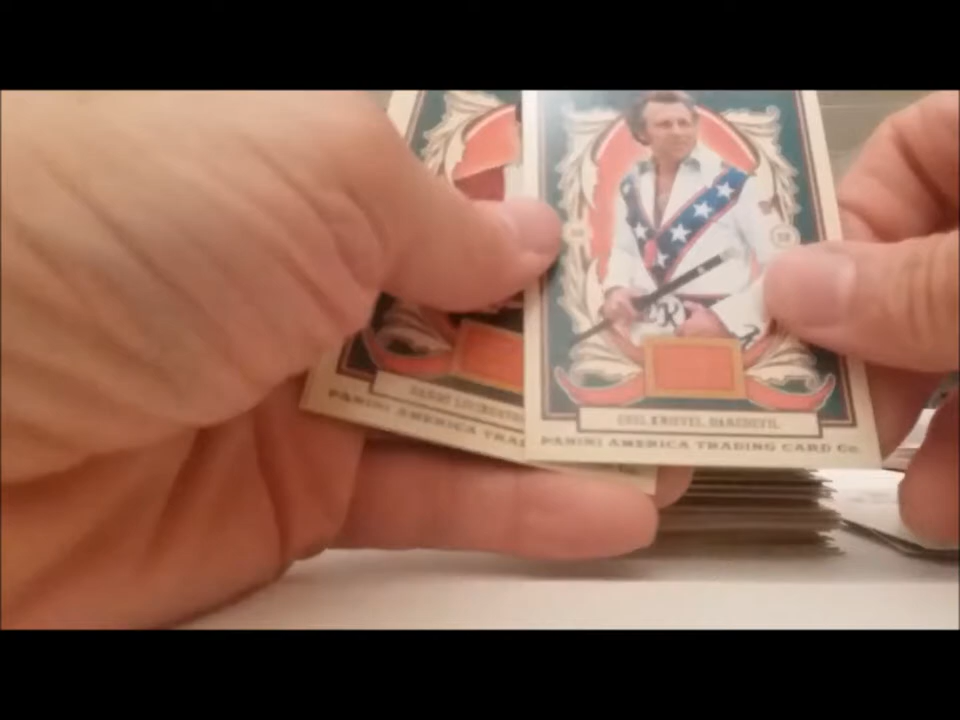 EVEL KNIEVEL, DAREDEVIL
PANINI AMERICA TRADING CARD Co.
PANINI AMERICA TRA